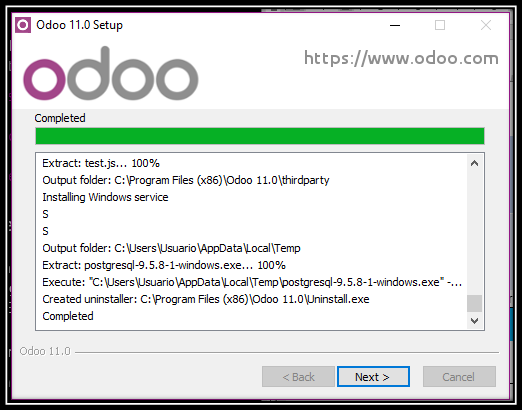 Odoo 11.0 Setup
odoo
https://www.odoo.com
Completed
Extract: test.js... 100%
Output folder: C:\Program Files (x86)\Odoo 11.0\thirdparty
Installing Windows service
S
S
Output folder: C:\Users\Usuario\AppData\Local\Temp
Extract: postgresql-9.5.8-1-windows.exe... 100%
Execute: "C:\Users\Usuario\AppData\Local\Temp\postgresql-9.5.8-1-windows.exe" -...
Created uninstaller: C:\Program Files (x86)\Odoo 11.0\Uninstall.exe
Completed
Odoo 11.0
< Back
Next >
Cancel